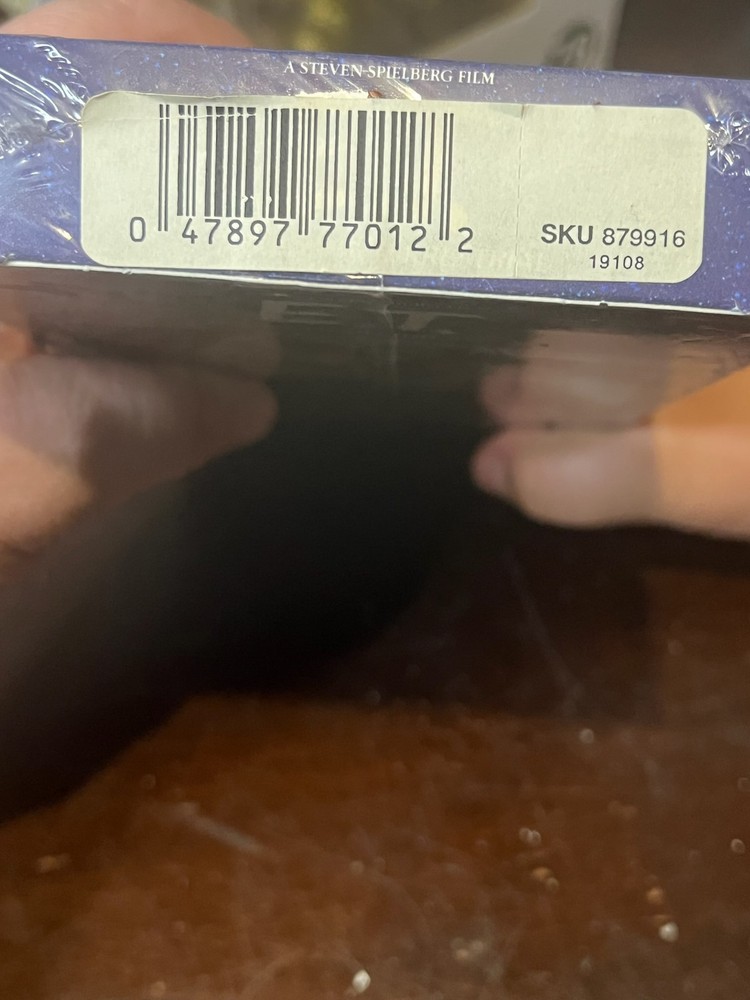 A STEVEN SPIELBERG FILM
0 47897 77012 2
SKU 879916
19108